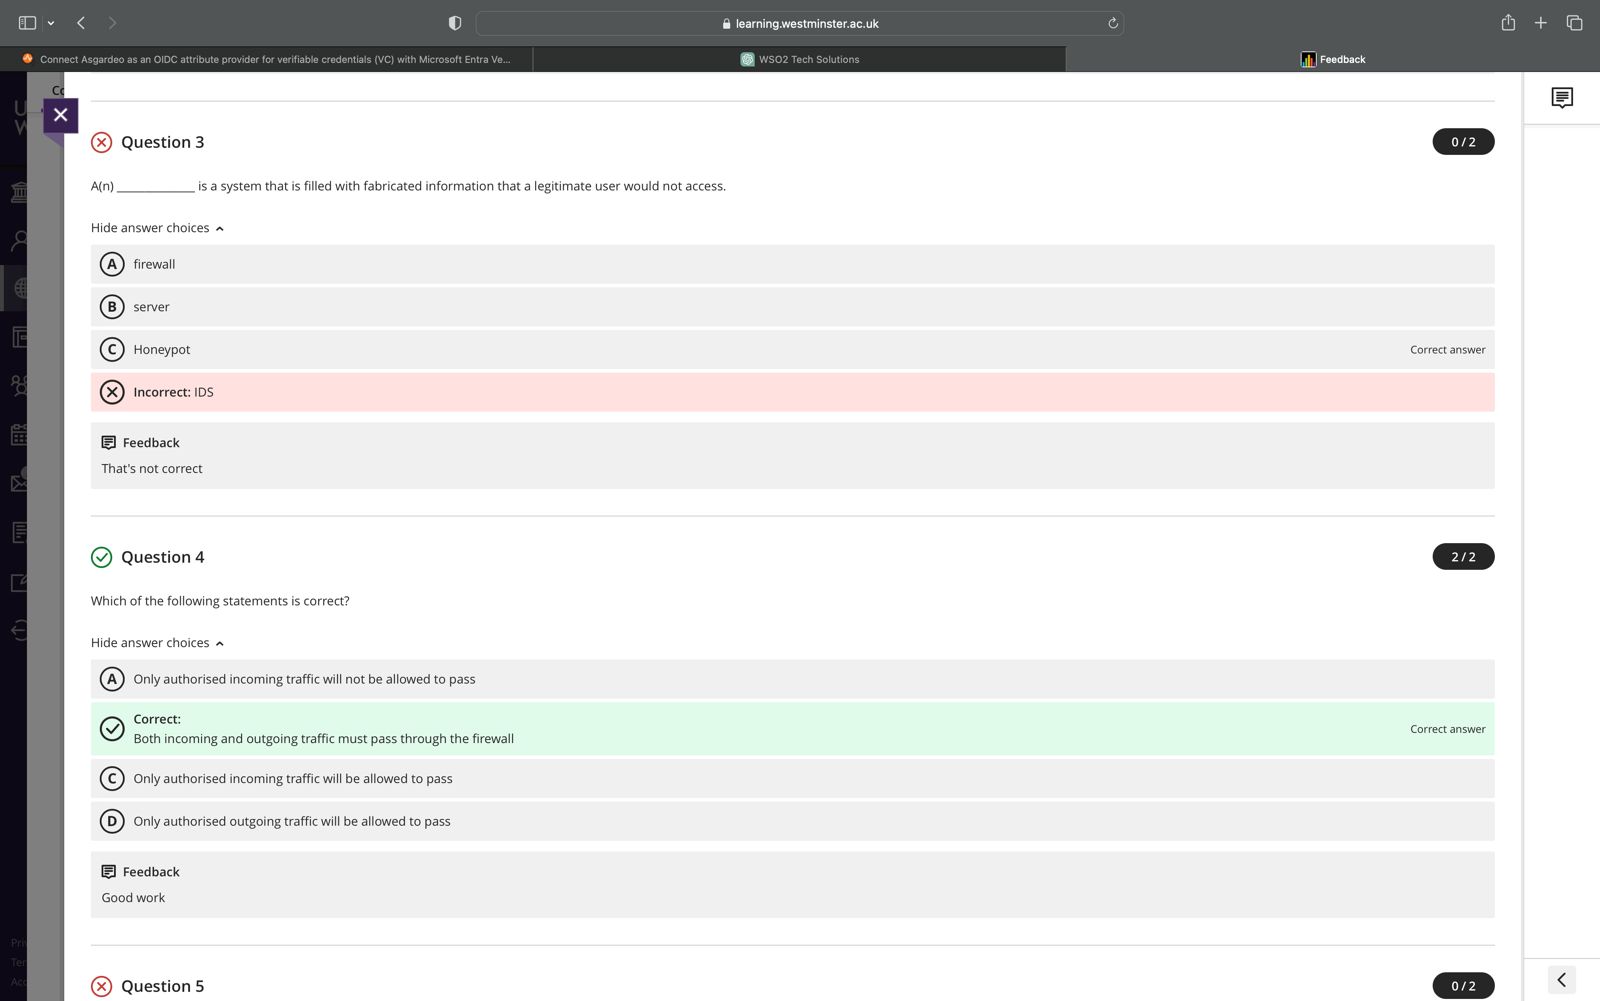 learning.westminster.ac.uk
Connect Asgardeo as an OIDC attribute provider for verifiable credentials (VC) with Microsoft Entra Ve...
WSO2 Tech Solutions
Feedback
Question 3
0 / 2
A(n) ______________ is a system that is filled with fabricated information that a legitimate user would not access.
Hide answer choices
A firewall
B server
C Honeypot
Correct answer
Incorrect: IDS
Feedback
That's not correct
Question 4
2 / 2
Which of the following statements is correct?
Hide answer choices
A Only authorised incoming traffic will not be allowed to pass
Correct:
Both incoming and outgoing traffic must pass through the firewall
Correct answer
C Only authorised incoming traffic will be allowed to pass
D Only authorised outgoing traffic will be allowed to pass
Feedback
Good work
Question 5
0 / 2